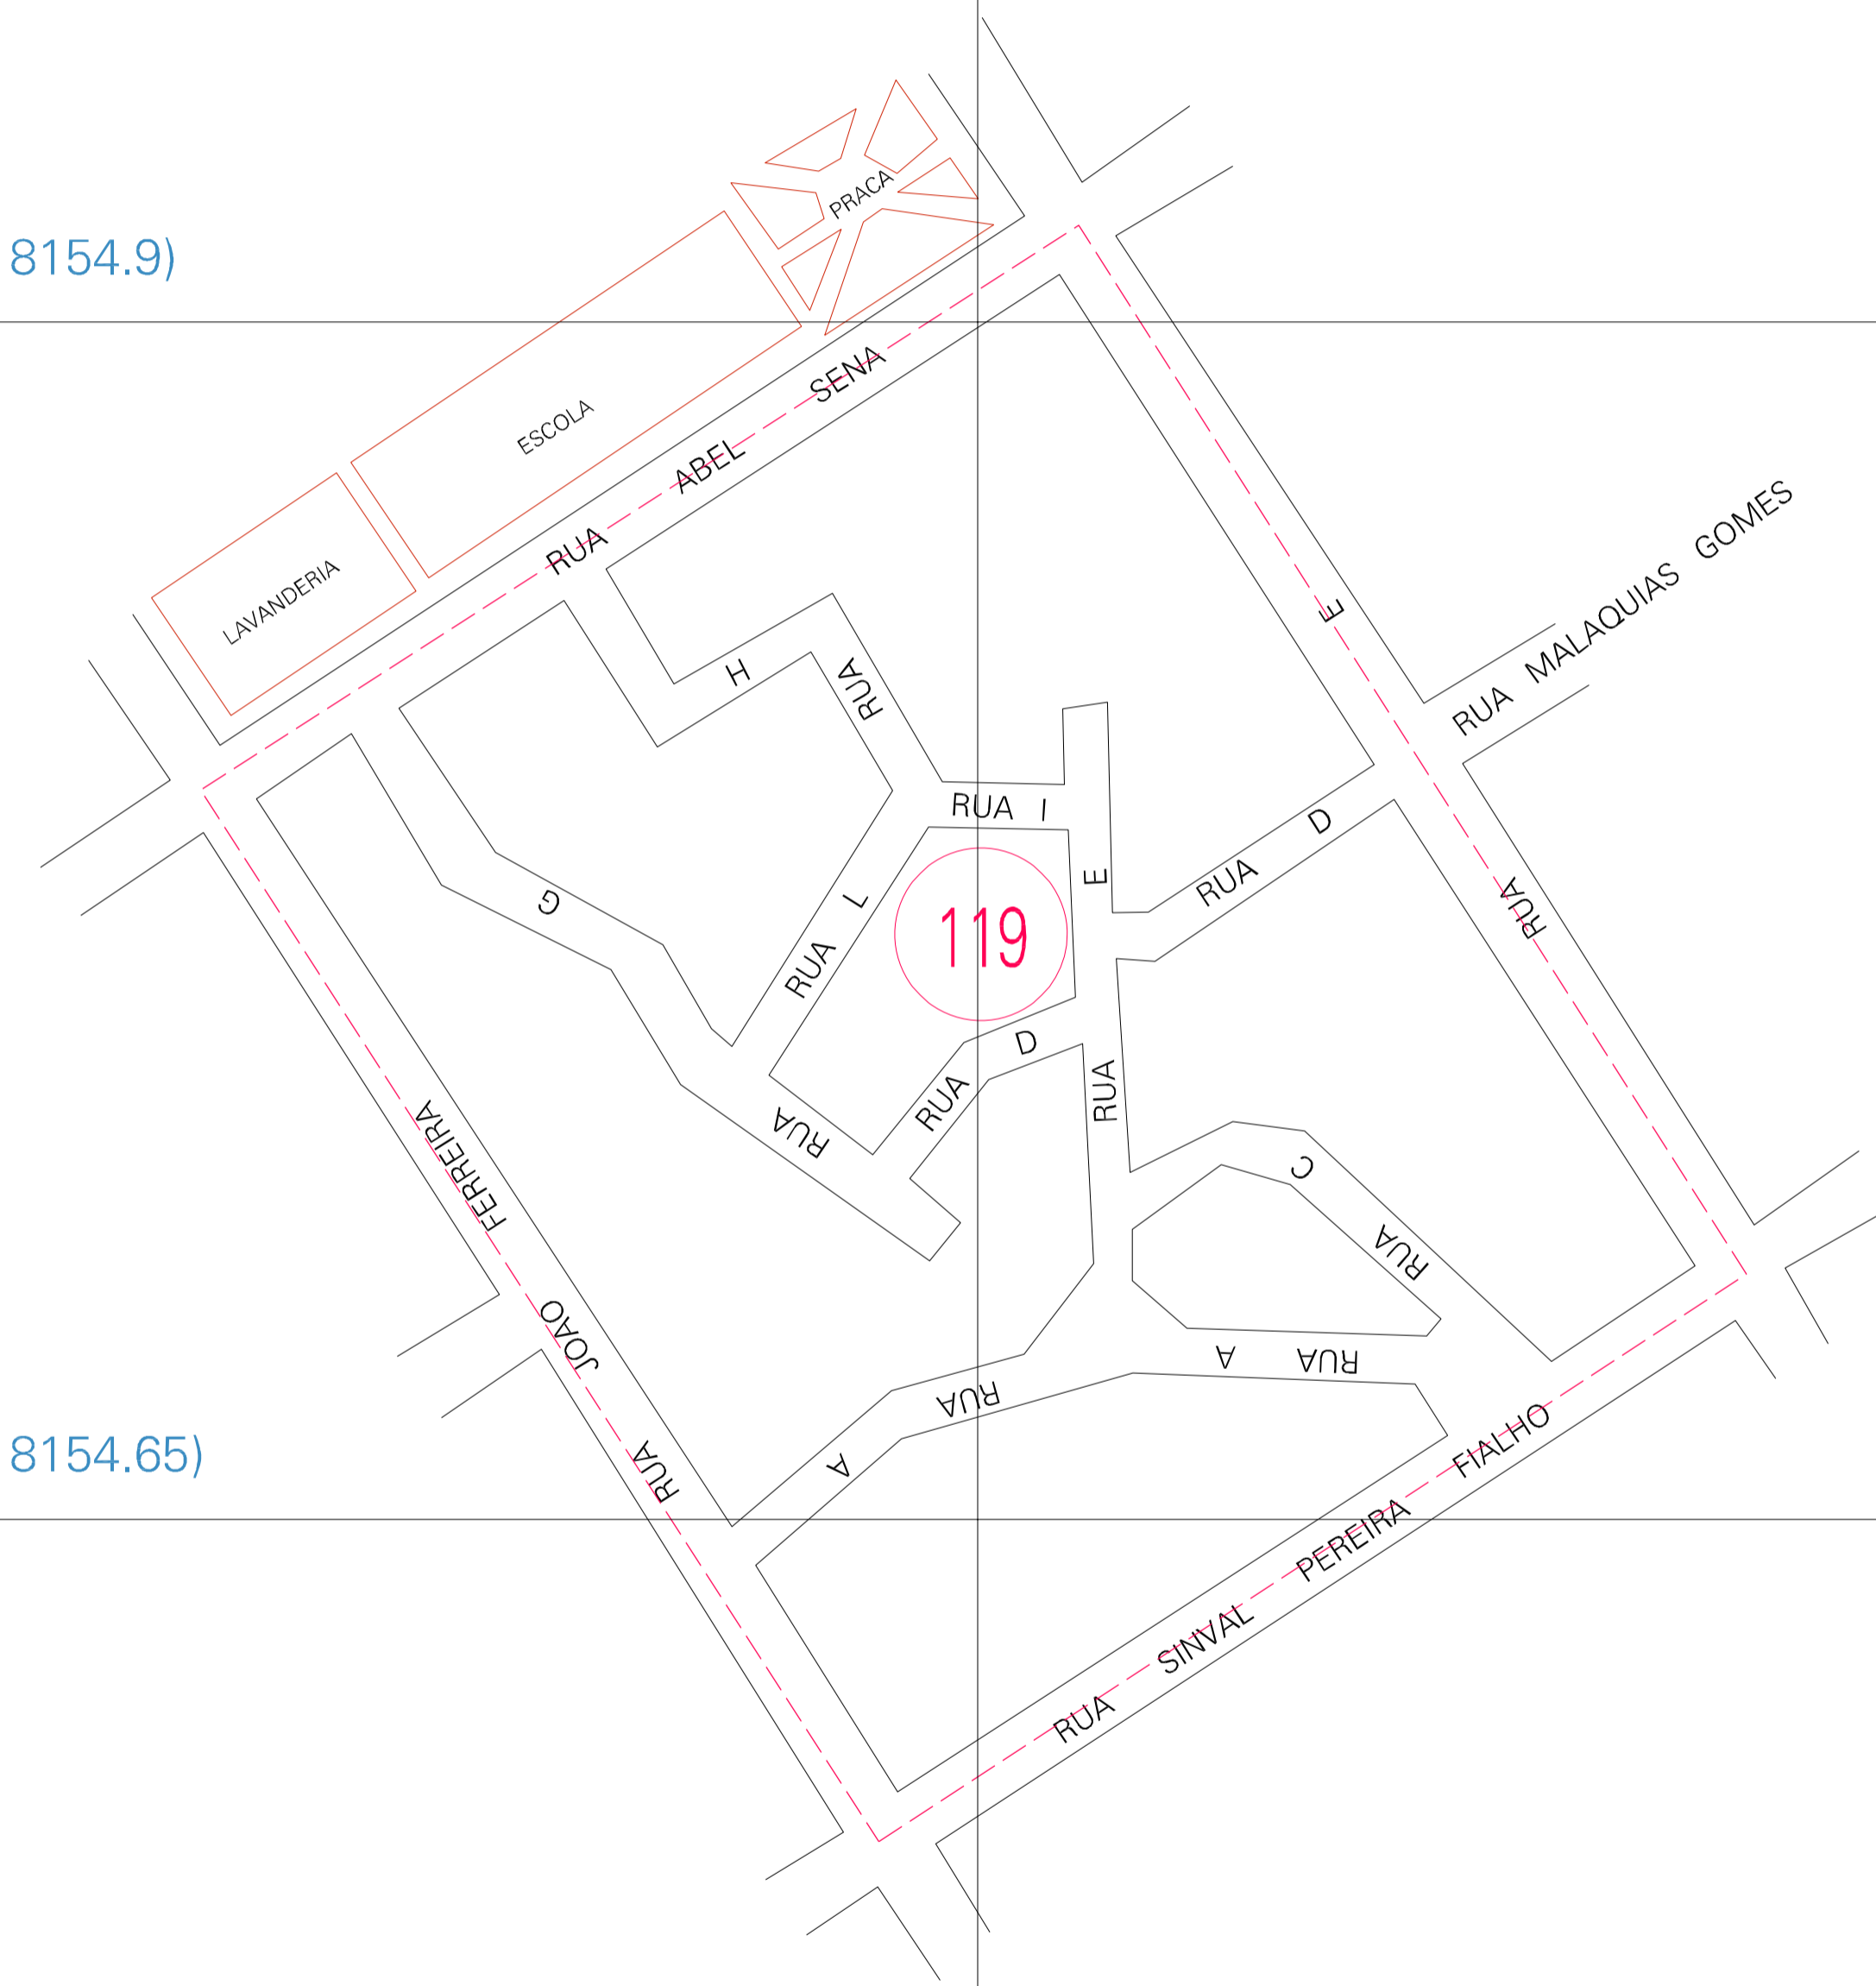 PRACA
8154.9)
RUA ABEL SENA
ESCOLA
LAVANDERIA
RUA MALAQUIAS GOMES
RUA E
RUA H
RUA I
RUA D
RUA E
RUA G
RUA L
119
RUA D
RUA C
RUA A
RUA A
RUA JOAO FERREIRA
8154.65)
RUA SINVAL PEREIRA FIALHO